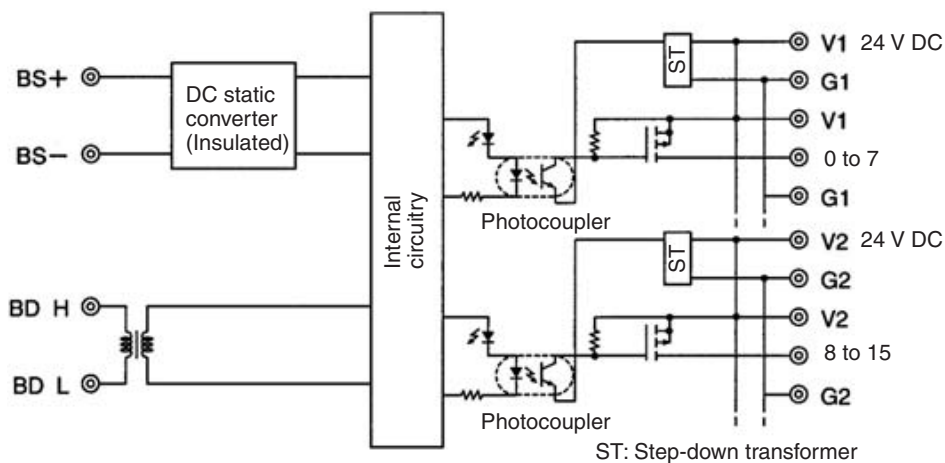 BS+
BS−
DC static
converter
(Insulated)
BD H
BD L
Internal
circuitry
ST
V1 24 V DC
G1
V1
0 to 7
G1
Photocoupler
ST
V2 24 V DC
G2
V2
8 to 15
G2
Photocoupler
ST: Step-down transformer